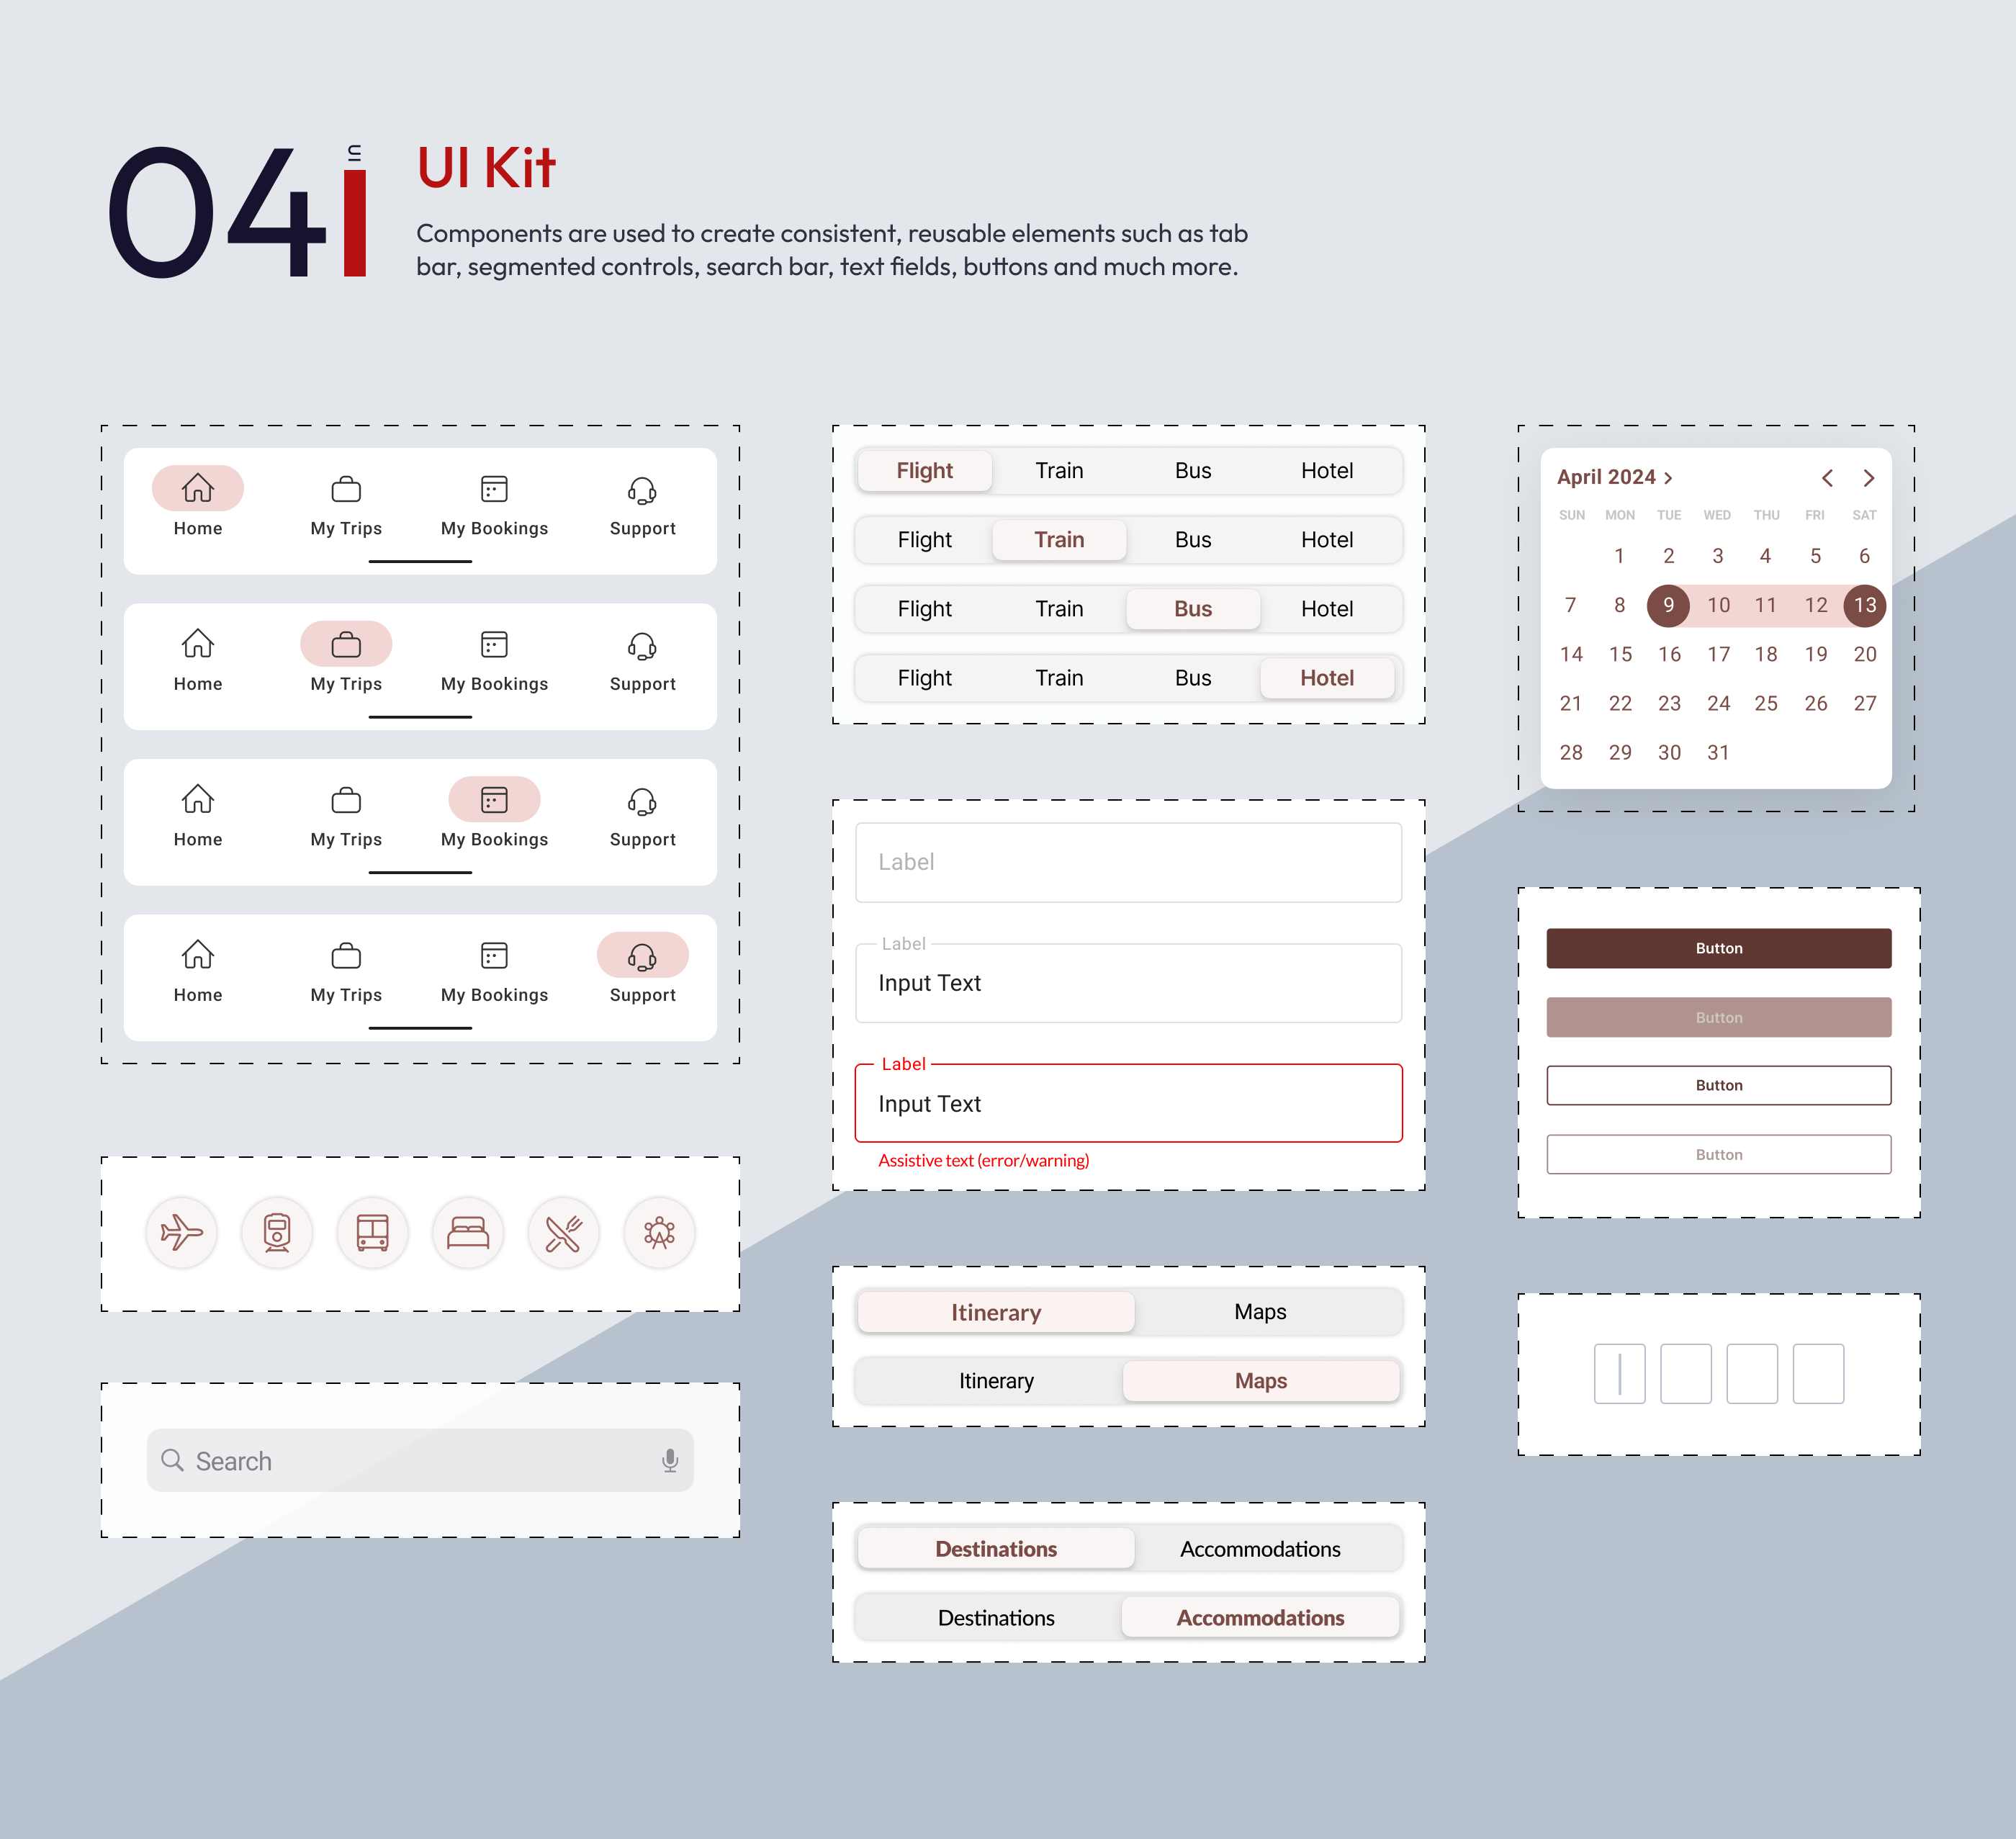 04
UI
UI Kit
Components are used to create consistent, reusable elements such as tab
bar, segmented controls, search bar, text fields, buttons and much more.
Home My Trips My Bookings Support
Home My Trips My Bookings Support
Home My Trips My Bookings Support
Home My Trips My Bookings Support
Search
Flight Train Bus Hotel
Flight Train Bus Hotel
Flight Train Bus Hotel
Flight Train Bus Hotel
Label
Label
Input Text
Label
Input Text
Assistive text (error/warning)
Itinerary Maps
Itinerary Maps
Destinations Accommodations
Destinations Accommodations
April 2024
SUN MON TUE WED THU FRI SAT
1 2 3 4 5 6
7 8 9 10 11 12 13
14 15 16 17 18 19 20
21 22 23 24 25 26 27
28 29 30 31
Button
Button
Button
Button